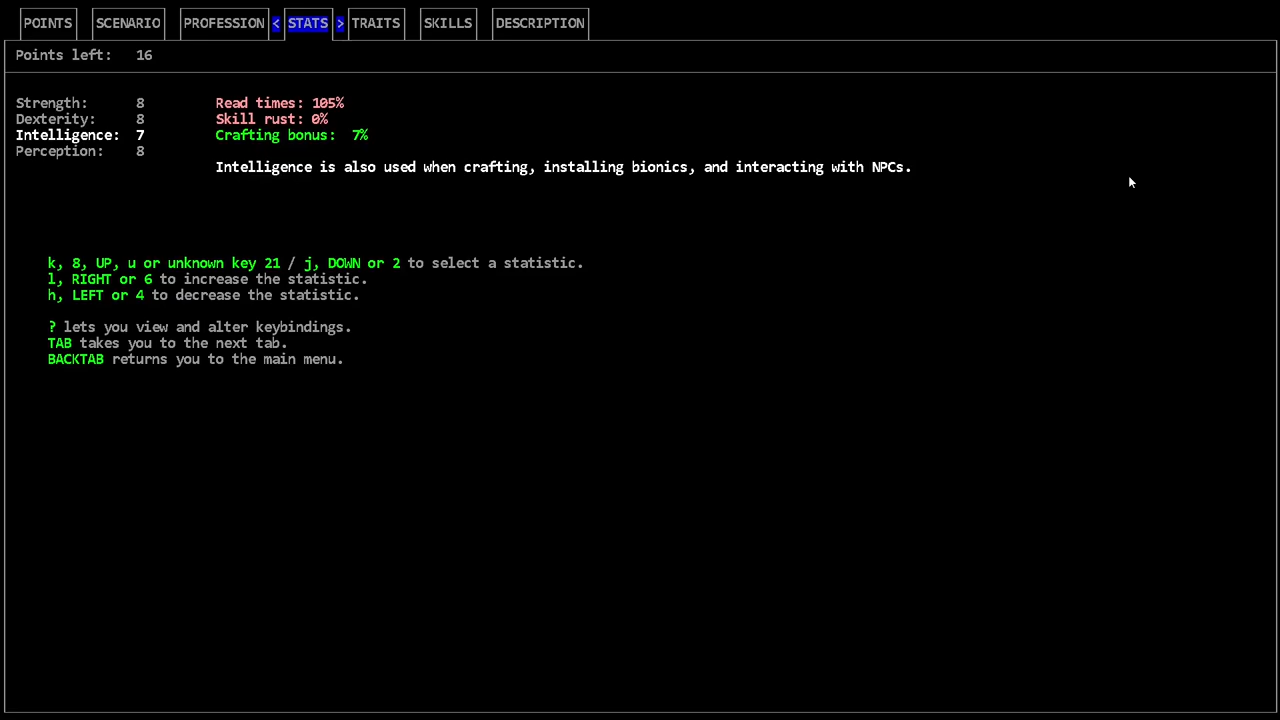 POINTS SCENARIO PROFESSION < STATS > TRAITS SKILLS DESCRIPTION
Points left: 16
Strength: 8 Read times: 105%
Dexterity: 8 Skill rust: 0%
Intelligence: 7 Crafting bonus: 7%
Perception: 8
Intelligence is also used when crafting, installing bionics, and interacting with NPCs.
k, 8, UP, u or unknown key 21 / j, DOWN or 2 to select a statistic.
l, RIGHT or 6 to increase the statistic.
h, LEFT or 4 to decrease the statistic.
? lets you view and alter keybindings.
TAB takes you to the next tab.
BACKTAB returns you to the main menu.